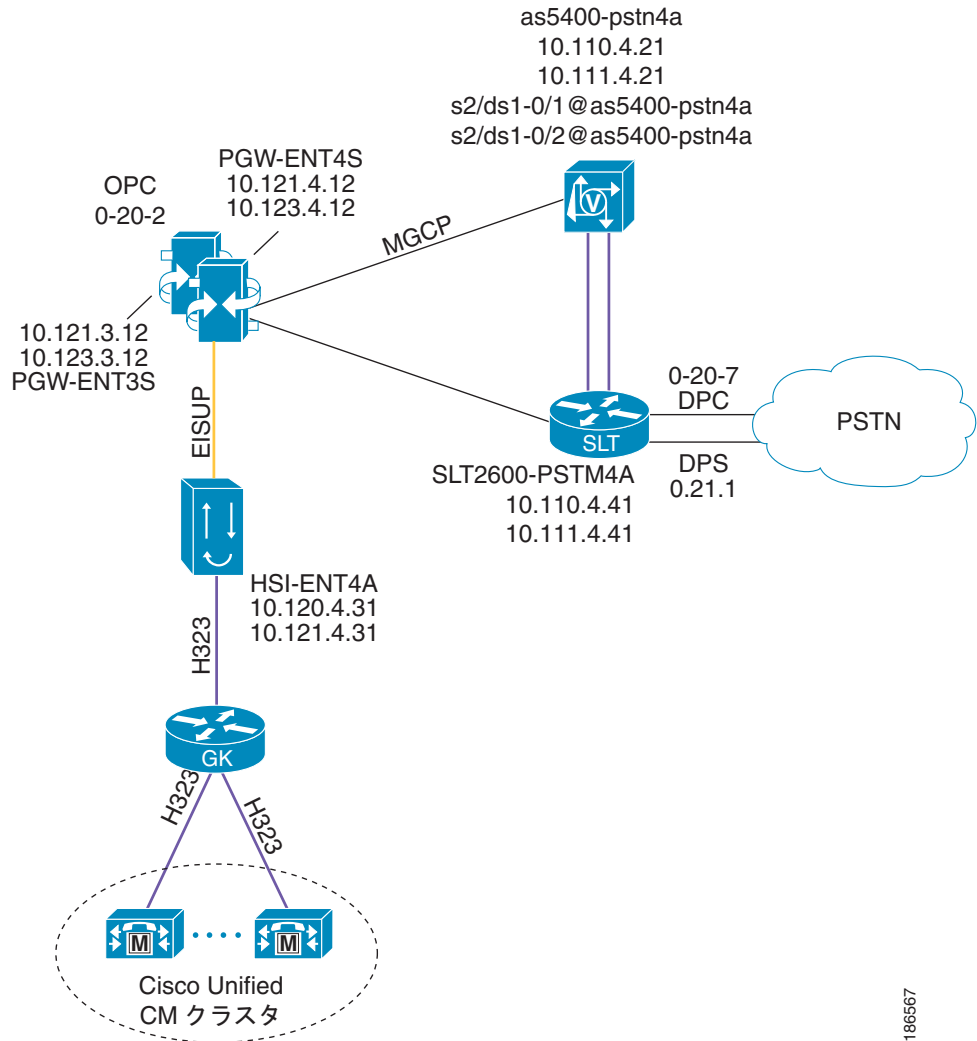 as5400-pstn4a
10.110.4.21
10.111.4.21
s2/ds1-0/1@as5400-pstn4a
s2/ds1-0/2@as5400-pstn4a
PGW-ENT4S
10.121.4.12
10.123.4.12
OPC
0-20-2
MGCP
V
10.121.3.12
10.123.3.12
PGW-ENT3S
EISUP
0-20-7
DPC
PSTN
SLT
DPS
0.21.1
SLT2600-PSTM4A
10.110.4.41
10.111.4.41
HSI-ENT4A
10.120.4.31
10.121.4.31
H323
GK
H323
H323
M
M
Cisco Unified
CM クラスタ
186567